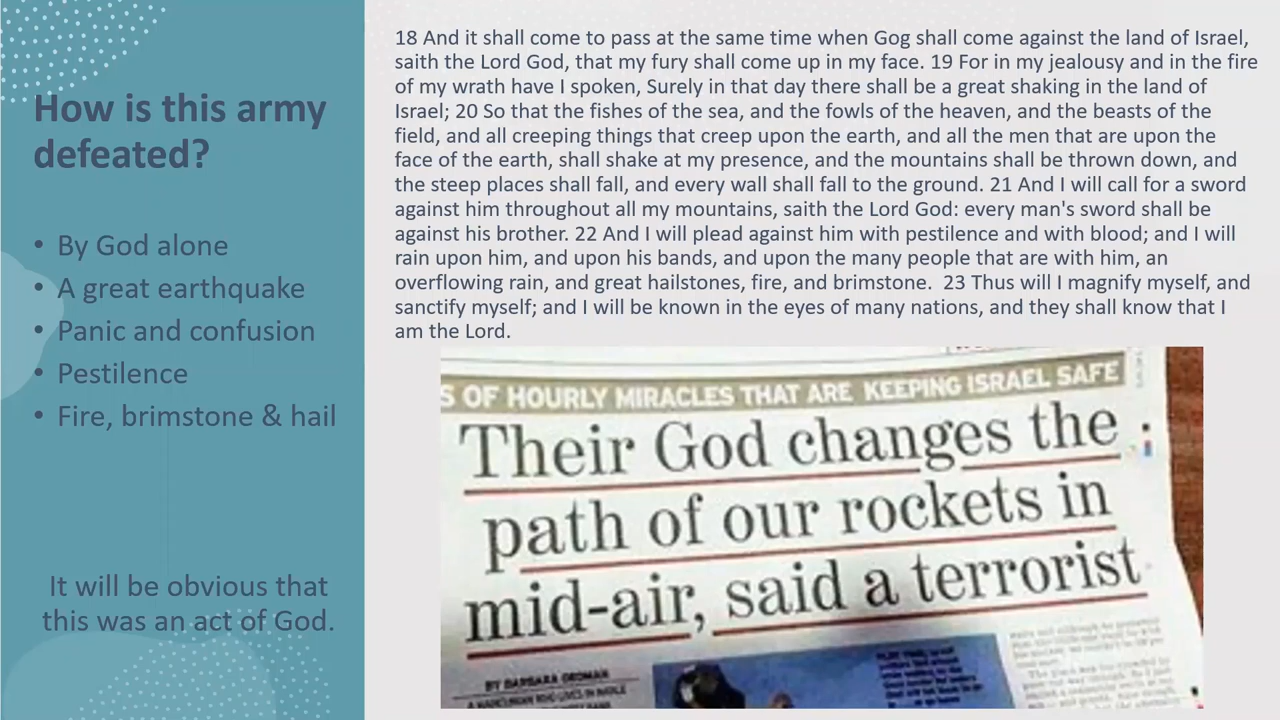 How is this army
defeated?
• By God alone
• A great earthquake
• Panic and confusion
• Pestilence
• Fire, brimstone & hail
It will be obvious that
this was an act of God.
18 And it shall come to pass at the same time when Gog shall come against the land of Israel,
saith the Lord God, that my fury shall come up in my face. 19 For in my jealousy and in the fire
of my wrath have I spoken, Surely in that day there shall be a great shaking in the land of
Israel; 20 So that the fishes of the sea, and the fowls of the heaven, and the beasts of the
field, and all creeping things that creep upon the earth, and all the men that are upon the
face of the earth, shall shake at my presence, and the mountains shall be thrown down, and
the steep places shall fall, and every wall shall fall to the ground. 21 And I will call for a sword
against him throughout all my mountains, saith the Lord God: every man's sword shall be
against his brother. 22 And I will plead against him with pestilence and with blood; and I will
rain upon him, and upon his bands, and upon the many people that are with him, an
overflowing rain, and great hailstones, fire, and brimstone.  23 Thus will I magnify myself, and
sanctify myself; and I will be known in the eyes of many nations, and they shall know that I
am the Lord.
S OF HOURLY MIRACLES THAT ARE KEEPING ISRAEL SAFE
Their God changes the
path of our rockets in
mid-air, said a terrorist
BY BARBARA